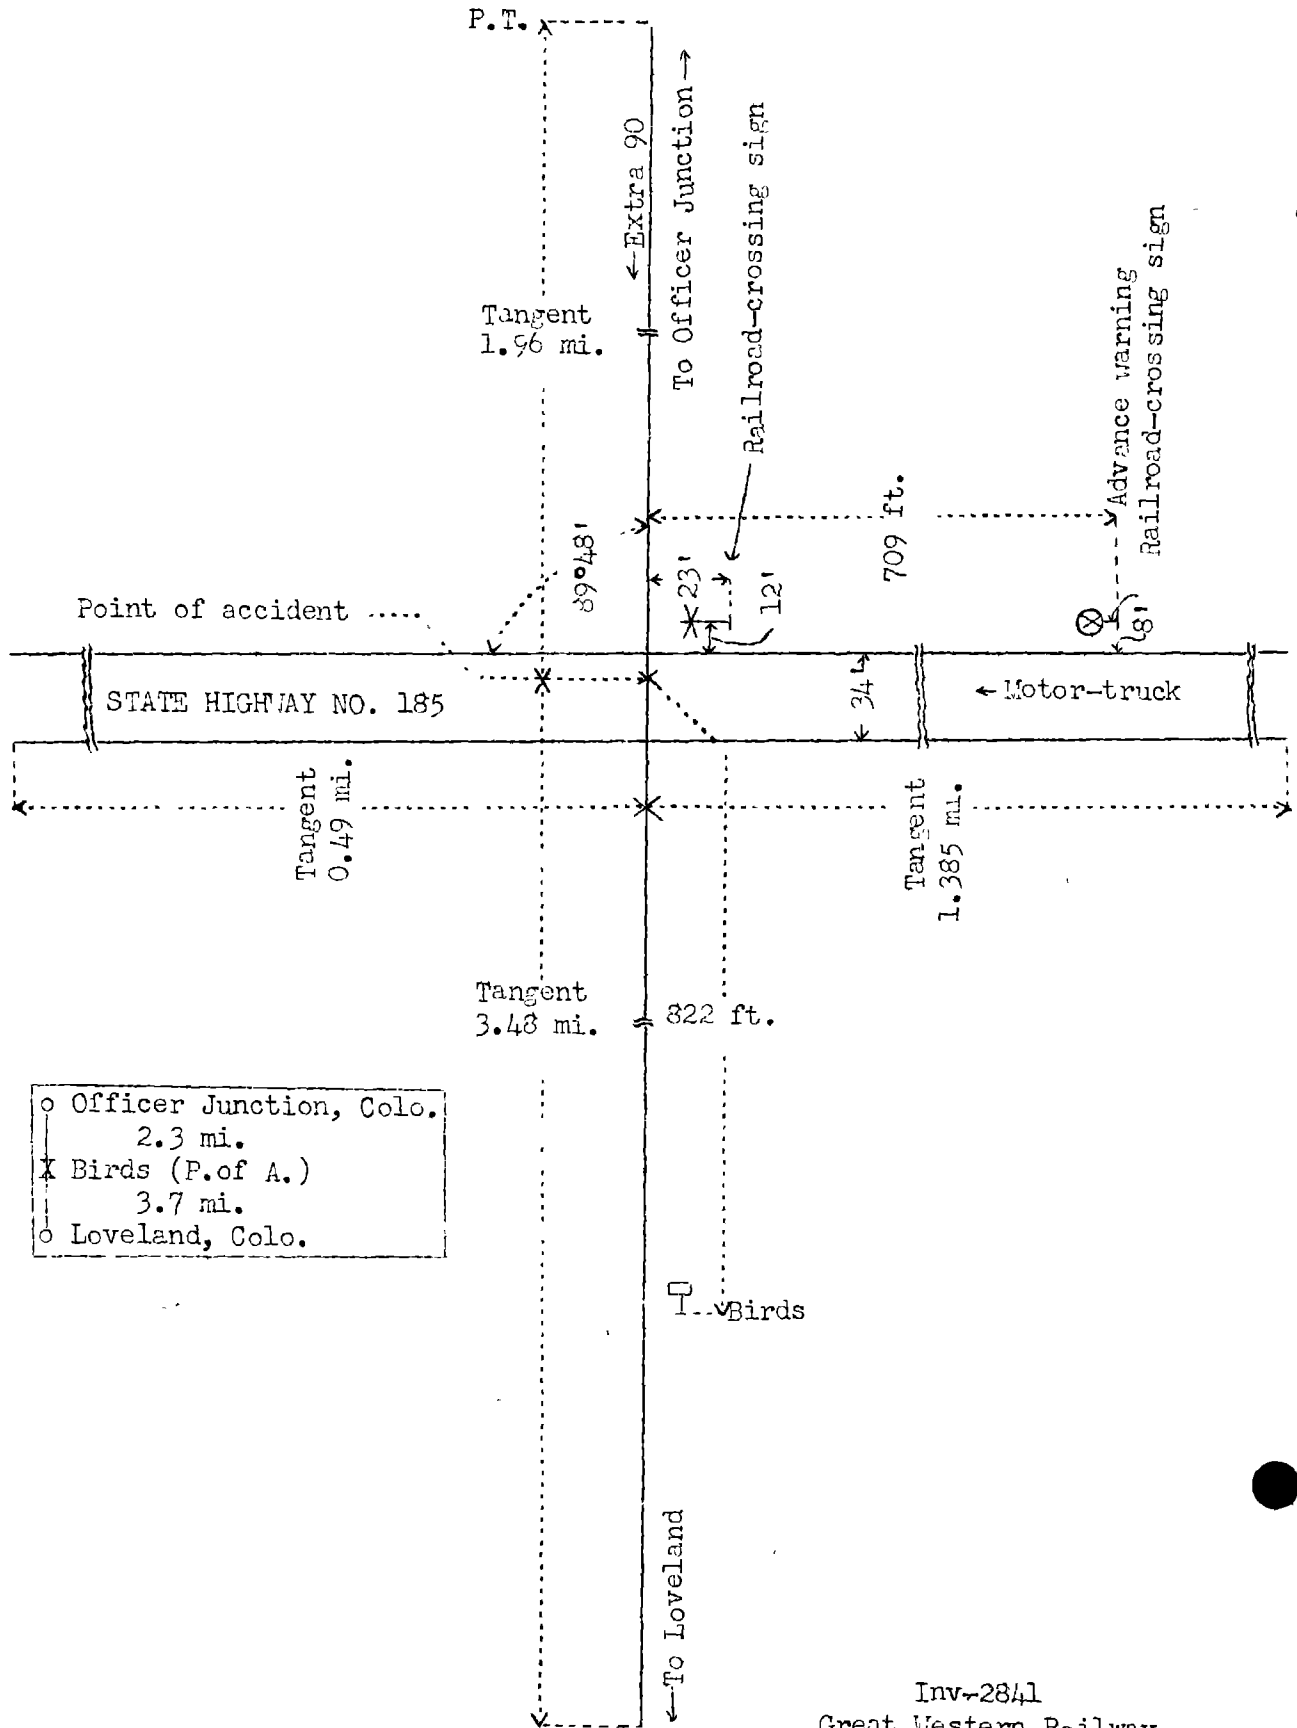 P.T.
←Extra 90
To Officer Junction→
Railroad-crossing sign
Advance warning
Railroad-crossing sign
Tangent
1.96 mi.
709 ft.
89°48'
23'
12'
8'
Point of accident
STATE HIGHWAY NO. 185
34'
←Motor-truck
Tangent
0.49 mi.
Tangent
1.385 mi.
Tangent
3.48 mi.
822 ft.
Officer Junction, Colo.
2.3 mi.
X Birds (P.of A.)
3.7 mi.
Loveland, Colo.
Birds
←To Loveland
Inv-2841
Great Western Railway